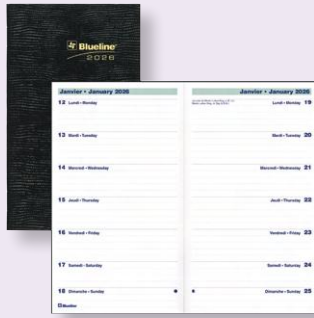 Blueline
2026
Janvier • January 2026
12 Lundi • Monday
13 Mardi • Tuesday
14 Mercredi • Wednesday
15 Jeudi • Thursday
16 Vendredi • Friday
17 Samedi • Saturday
18 Dimanche • Sunday
Blueline
Janvier • January 2026
Lundi • Monday 19
Mardi • Tuesday 20
Mercredi • Wednesday 21
Jeudi • Thursday 22
Vendredi • Friday 23
Samedi • Saturday 24
Dimanche • Sunday 25